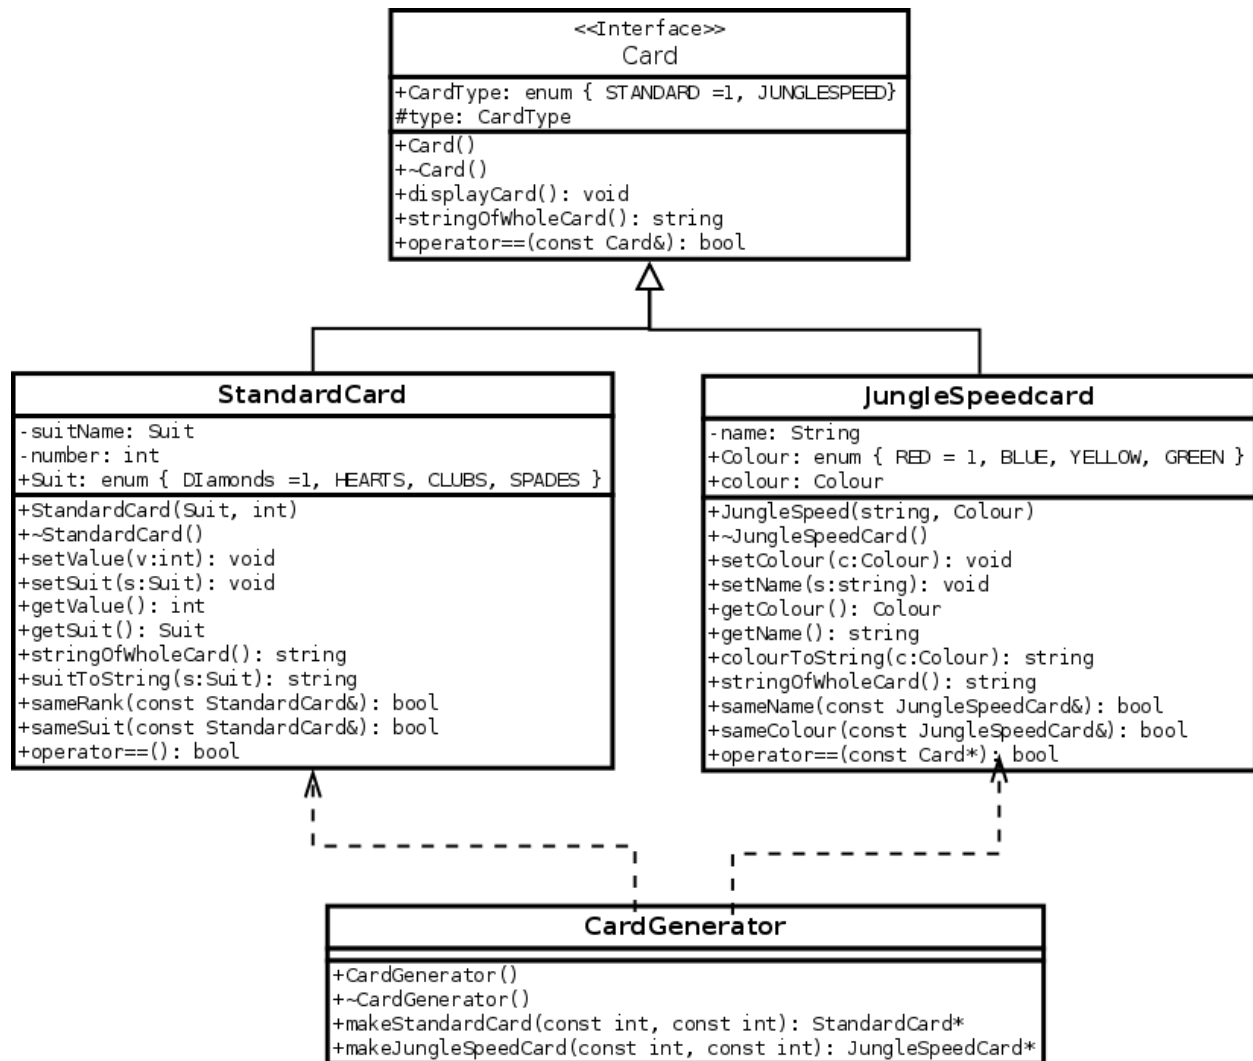 <<Interface>>
Card
+CardType: enum { STANDARD =1, JUNGLESPEED}
#type: CardType
+Card()
+~Card()
+displayCard(): void
+stringOfWholeCard(): string
+operator==(const Card&): bool
StandardCard
-suitName: Suit
-number: int
+Suit: enum { DIamonds =1, HEARTS, CLUBS, SPADES }
+StandardCard(Suit, int)
+~StandardCard()
+setValue(v:int): void
+setSuit(s:Suit): void
+getValue(): int
+getSuit(): Suit
+stringOfWholeCard(): string
+suitToString(s:Suit): string
+sameRank(const StandardCard&): bool
+sameSuit(const StandardCard&): bool
+operator==(): bool
JungleSpeedcard
-name: String
+Colour: enum { RED = 1, BLUE, YELLOW, GREEN }
+colour: Colour
+JungleSpeed(string, Colour)
+~JungleSpeedCard()
+setColour(c:Colour): void
+setName(s:string): void
+getColour(): Colour
+getName(): string
+colourToString(c:Colour): string
+stringOfWholeCard(): string
+sameName(const JungleSpeedCard&): bool
+sameColour(const JungleSpeedCard&): bool
+operator==(const Card*): bool
CardGenerator
+CardGenerator()
+~CardGenerator()
+makeStandardCard(const int, const int): StandardCard*
+makeJungleSpeedCard(const int, const int): JungleSpeedCard*